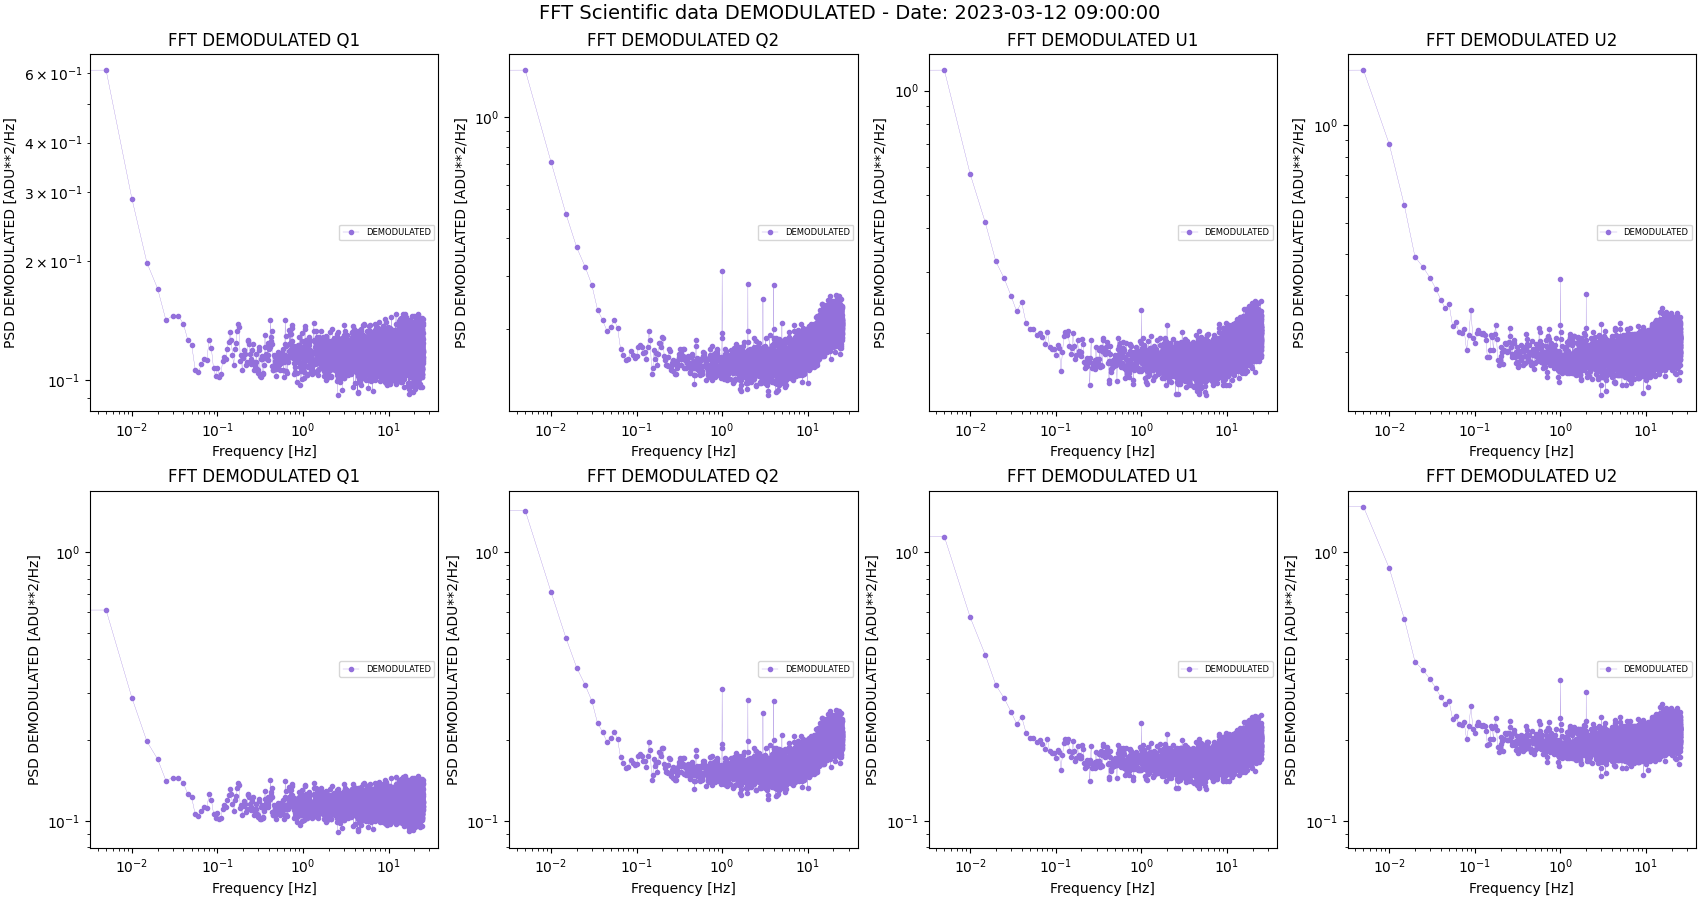 FFT Scientific data DEMODULATED - Date: 2023-03-12 09:00:00
FFT DEMODULATED Q1
PSD DEMODULATED [ADU**2/Hz]
6 × 10⁻¹
4 × 10⁻¹
3 × 10⁻¹
2 × 10⁻¹
10⁻¹
DEMODULATED
10⁻² 10⁻¹ 10⁰ 10¹
Frequency [Hz]
FFT DEMODULATED Q2
PSD DEMODULATED [ADU**2/Hz]
10⁰
DEMODULATED
10⁻² 10⁻¹ 10⁰ 10¹
Frequency [Hz]
FFT DEMODULATED U1
PSD DEMODULATED [ADU**2/Hz]
10⁰
DEMODULATED
10⁻² 10⁻¹ 10⁰ 10¹
Frequency [Hz]
FFT DEMODULATED U2
PSD DEMODULATED [ADU**2/Hz]
10⁰
DEMODULATED
10⁻² 10⁻¹ 10⁰ 10¹
Frequency [Hz]
FFT DEMODULATED Q1
PSD DEMODULATED [ADU**2/Hz]
10⁰
10⁻¹
DEMODULATED
10⁻² 10⁻¹ 10⁰ 10¹
Frequency [Hz]
FFT DEMODULATED Q2
PSD DEMODULATED [ADU**2/Hz]
10⁰
10⁻¹
DEMODULATED
10⁻² 10⁻¹ 10⁰ 10¹
Frequency [Hz]
FFT DEMODULATED U1
PSD DEMODULATED [ADU**2/Hz]
10⁰
10⁻¹
DEMODULATED
10⁻² 10⁻¹ 10⁰ 10¹
Frequency [Hz]
FFT DEMODULATED U2
PSD DEMODULATED [ADU**2/Hz]
10⁰
10⁻¹
DEMODULATED
10⁻² 10⁻¹ 10⁰ 10¹
Frequency [Hz]